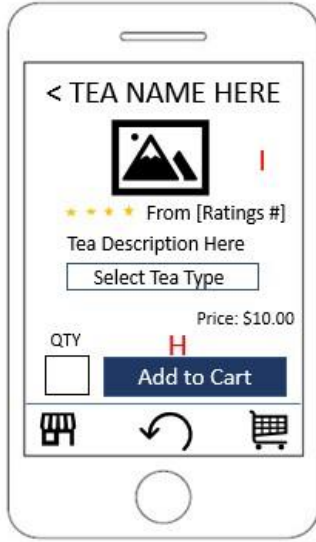 < TEA NAME HERE
I
From [Ratings #]
Tea Description Here
Select Tea Type
Price: $10.00
QTY
H
Add to Cart